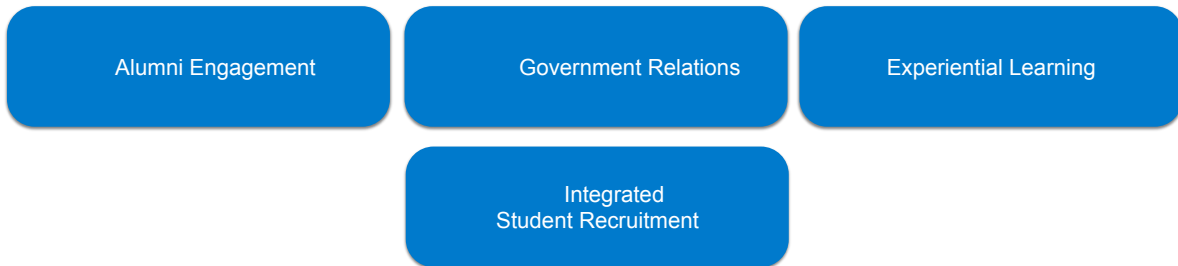 Alumni Engagement
Government Relations
Experiential Learning
Integrated
Student Recruitment